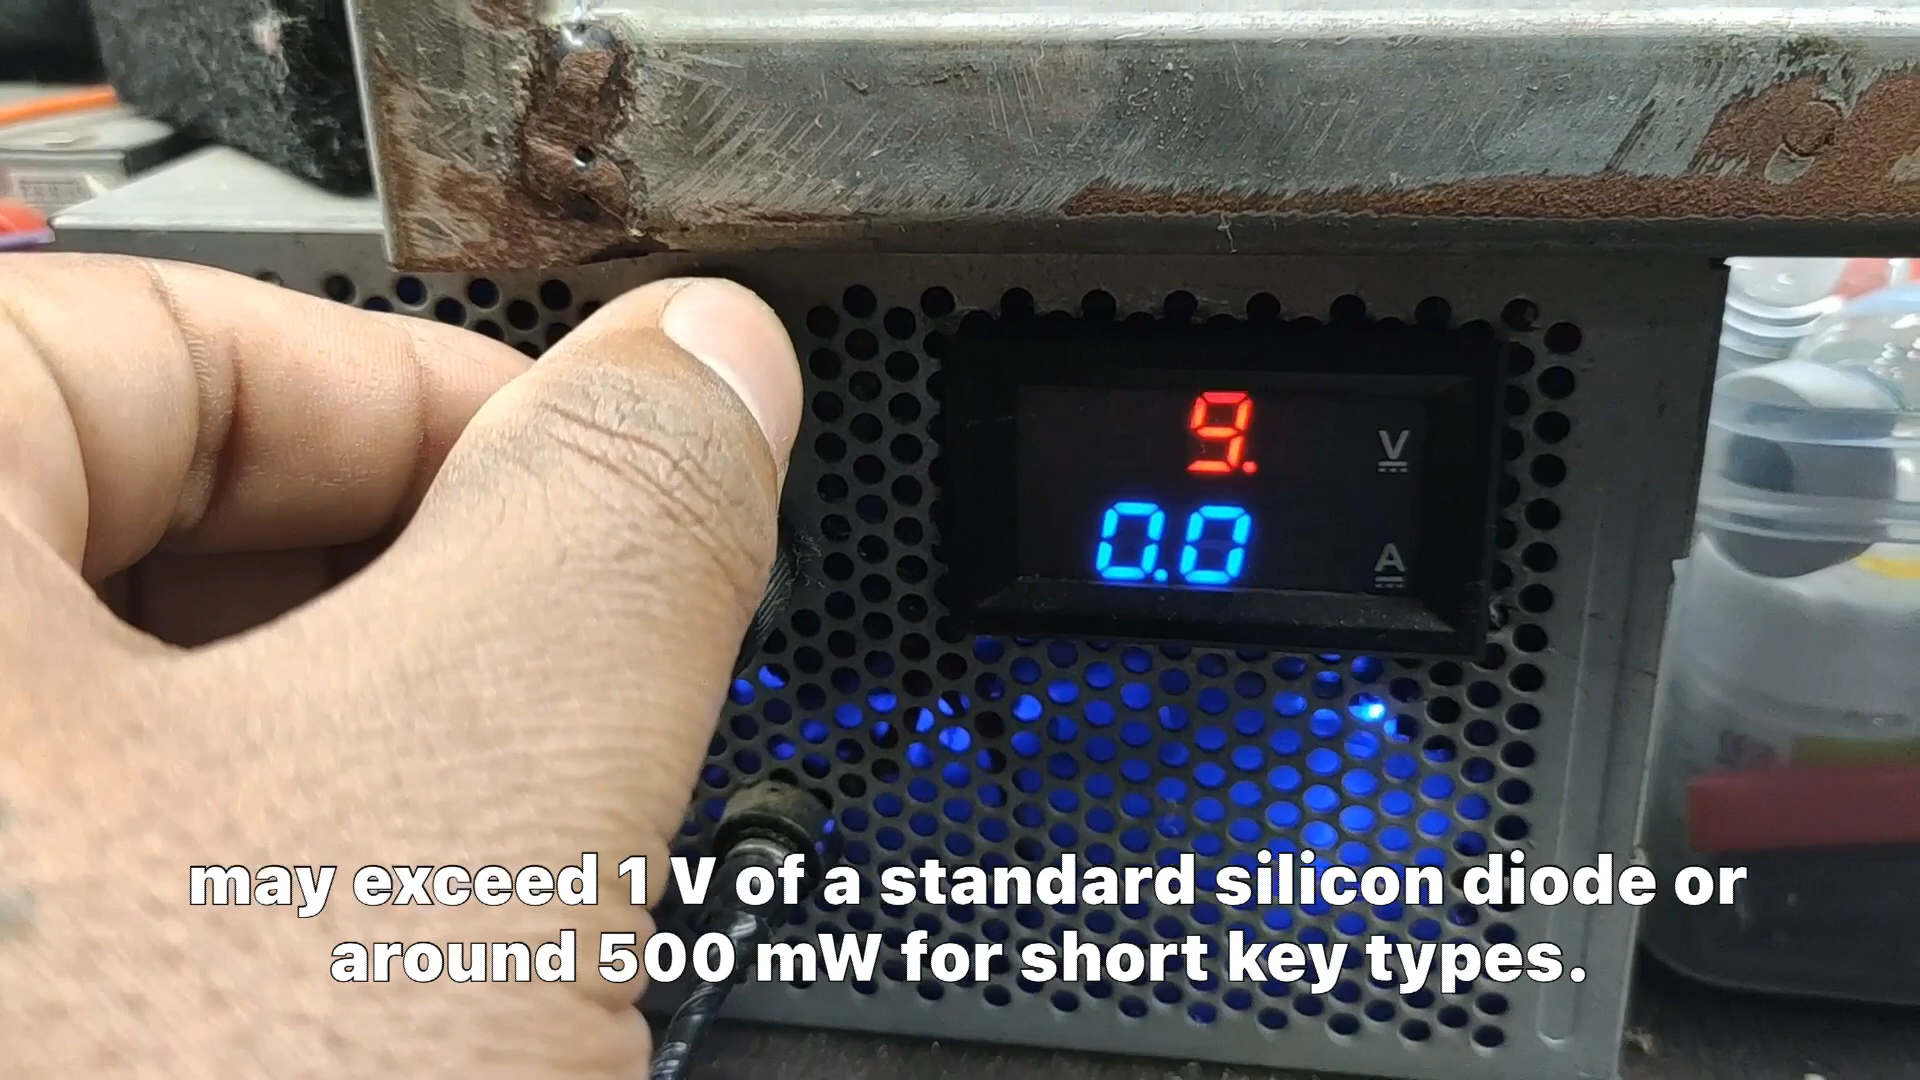 9.
V
0.0
A
may exceed 1 V of a standard silicon diode or
around 500 mW for short key types.